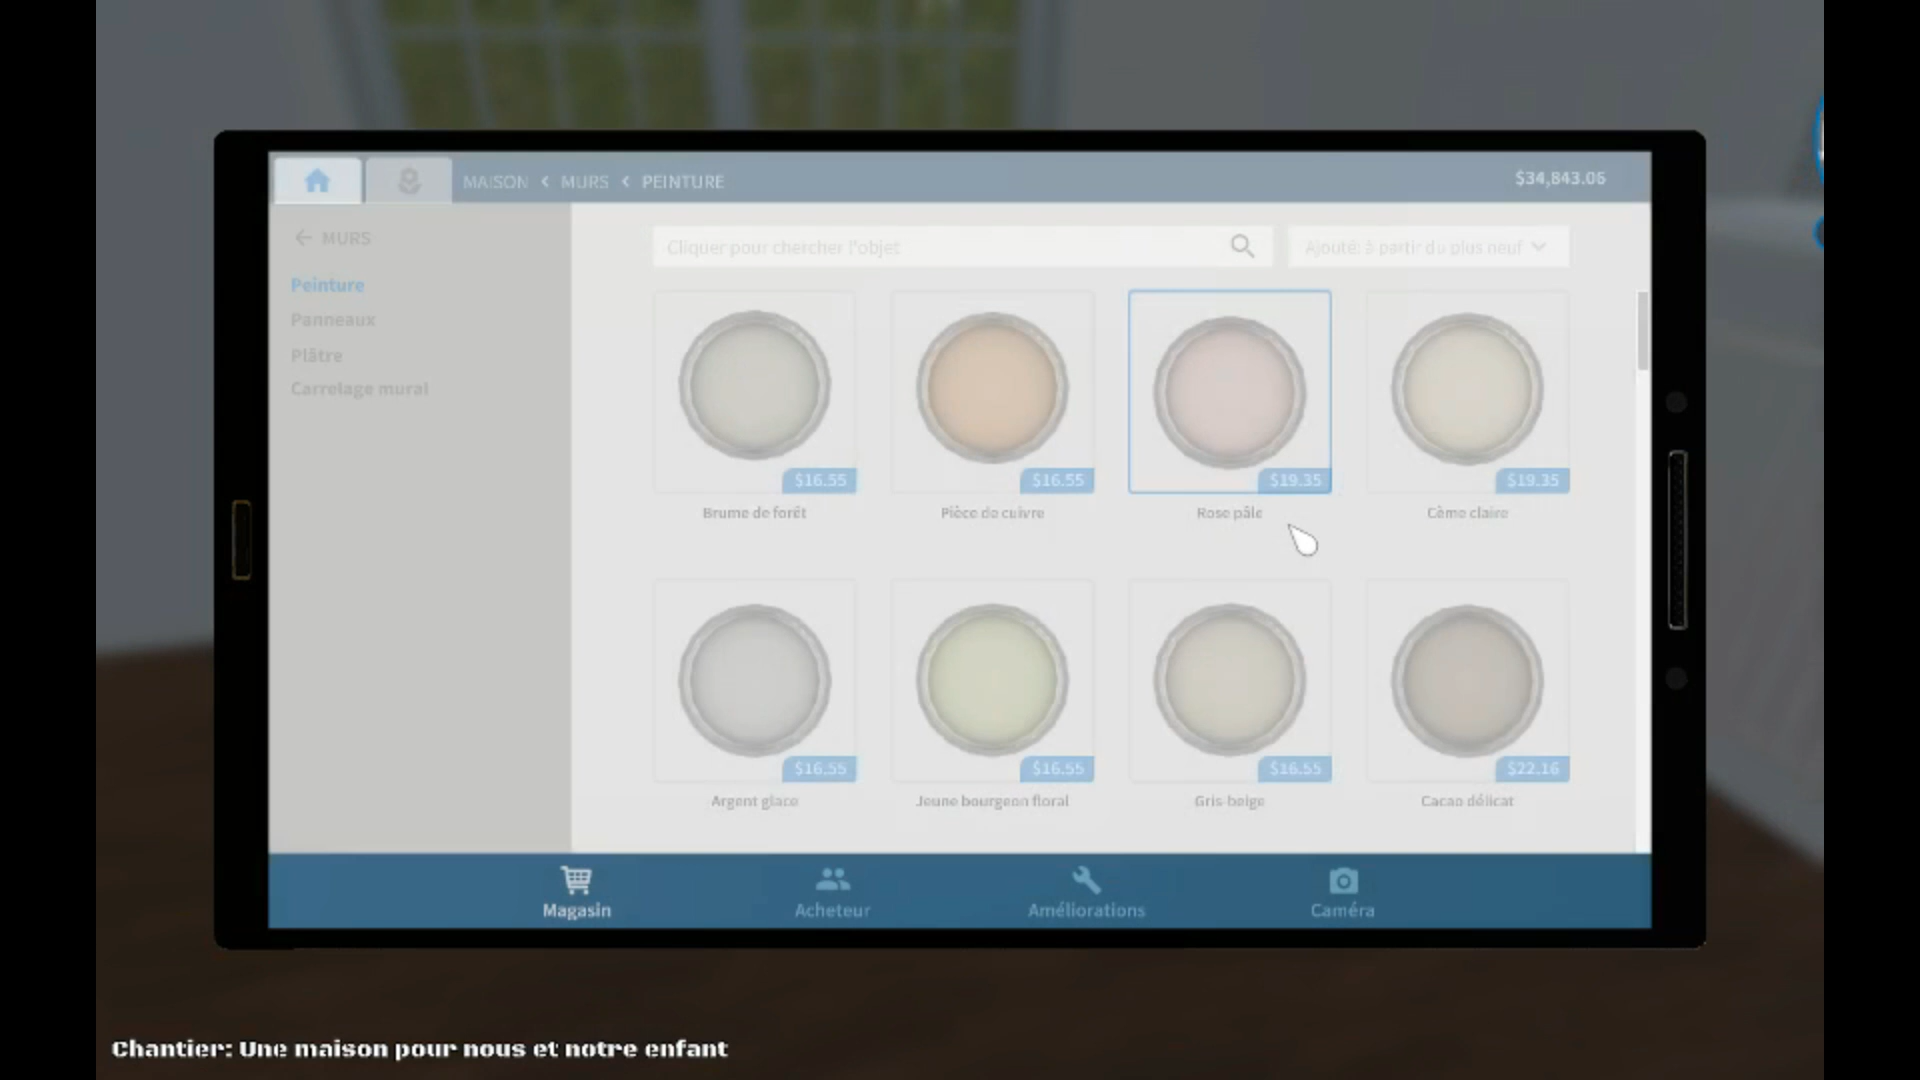 MAISON < MURS < PEINTURE
$34,843.06
← MURS
Cliquer pour chercher l'objet
Ajouté: à partir du plus neuf
Peinture
Panneaux
Plâtre
Carrelage mural
$16.55
$16.55
$19.35
$19.35
Brume de forêt
Pièce de cuivre
Rose pâle
Cème claire
$16.55
$16.55
$16.55
$22.16
Argent glace
Jeune bourgeon floral
Gris-beige
Cacao délicat
Magasin
Acheteur
Améliorations
Caméra
Chantier: Une maison pour nous et notre enfant